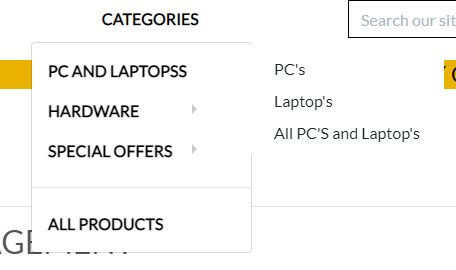 CATEGORIES
Search our sit
PC AND LAPTOPSS
HARDWARE
SPECIAL OFFERS
ALL PRODUCTS
PC's
Laptop's
All PC'S and Laptop's